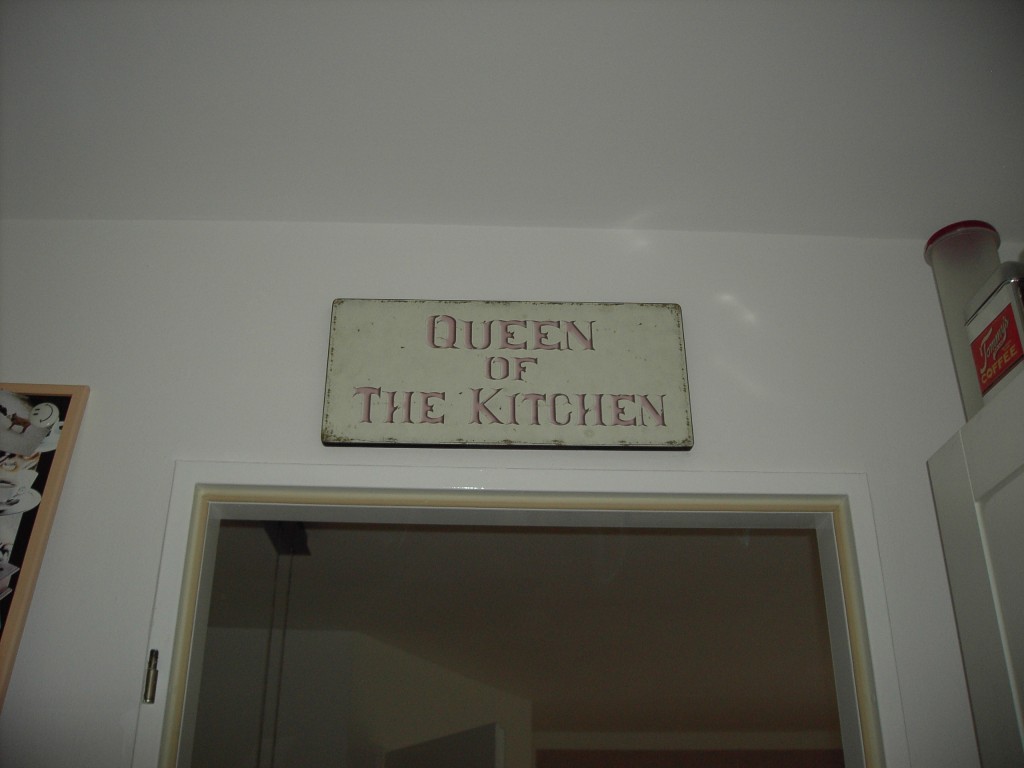 Queen
of
The Kitchen
COFFEE